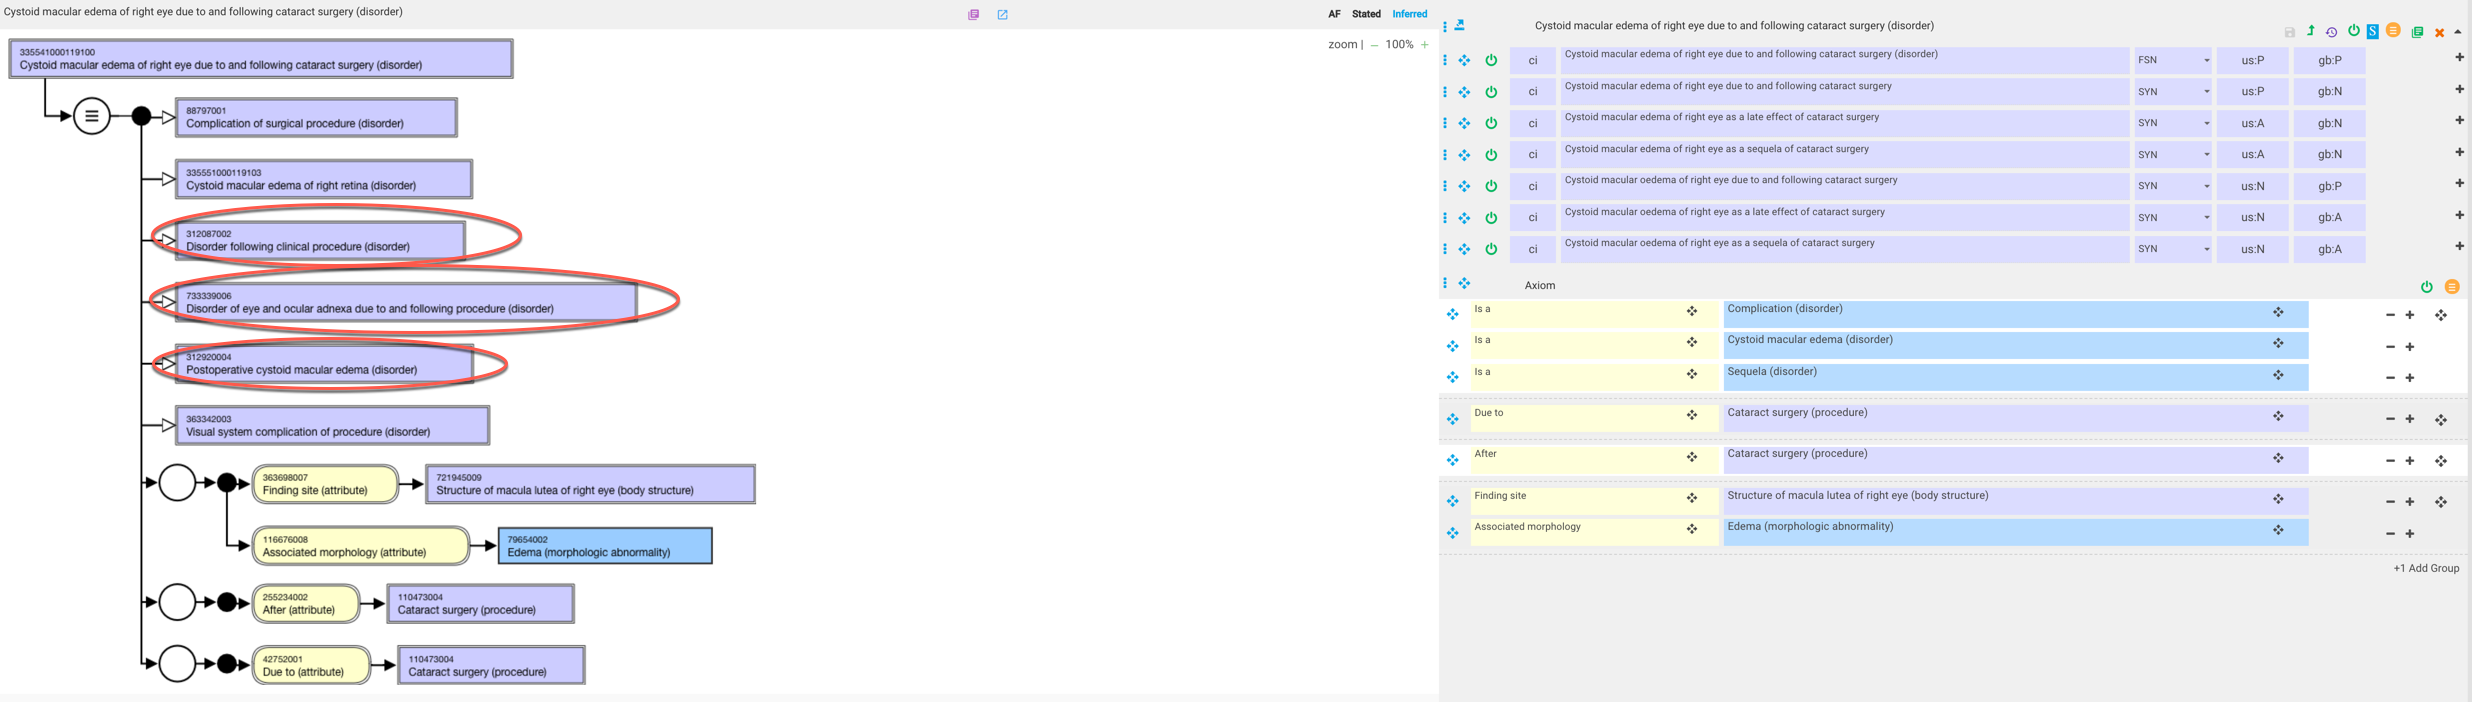 Cystoid macular edema of right eye due to and following cataract surgery (disorder)
AF Stated Inferred
zoom | − 100% +
335541000119100
Cystoid macular edema of right eye due to and following cataract surgery (disorder)
88797001
Complication of surgical procedure (disorder)
335551000119103
Cystoid macular edema of right retina (disorder)
312087002
Disorder following clinical procedure (disorder)
733339006
Disorder of eye and ocular adnexa due to and following procedure (disorder)
312920004
Postoperative cystoid macular edema (disorder)
363342003
Visual system complication of procedure (disorder)
363698007
Finding site (attribute)
721945009
Structure of macula lutea of right eye (body structure)
116676008
Associated morphology (attribute)
79654002
Edema (morphologic abnormality)
255234002
After (attribute)
110473004
Cataract surgery (procedure)
42752001
Due to (attribute)
110473004
Cataract surgery (procedure)
Cystoid macular edema of right eye due to and following cataract surgery (disorder)
S
ci Cystoid macular edema of right eye due to and following cataract surgery (disorder) FSN us:P gb:P
ci Cystoid macular edema of right eye due to and following cataract surgery SYN us:P gb:N
ci Cystoid macular edema of right eye as a late effect of cataract surgery SYN us:A gb:N
ci Cystoid macular edema of right eye as a sequela of cataract surgery SYN us:A gb:N
ci Cystoid macular oedema of right eye due to and following cataract surgery SYN us:N gb:P
ci Cystoid macular oedema of right eye as a late effect of cataract surgery SYN us:N gb:A
ci Cystoid macular oedema of right eye as a sequela of cataract surgery SYN us:N gb:A
Axiom
Is a Complication (disorder)
Is a Cystoid macular edema (disorder)
Is a Sequela (disorder)
Due to Cataract surgery (procedure)
After Cataract surgery (procedure)
Finding site Structure of macula lutea of right eye (body structure)
Associated morphology Edema (morphologic abnormality)
+1 Add Group